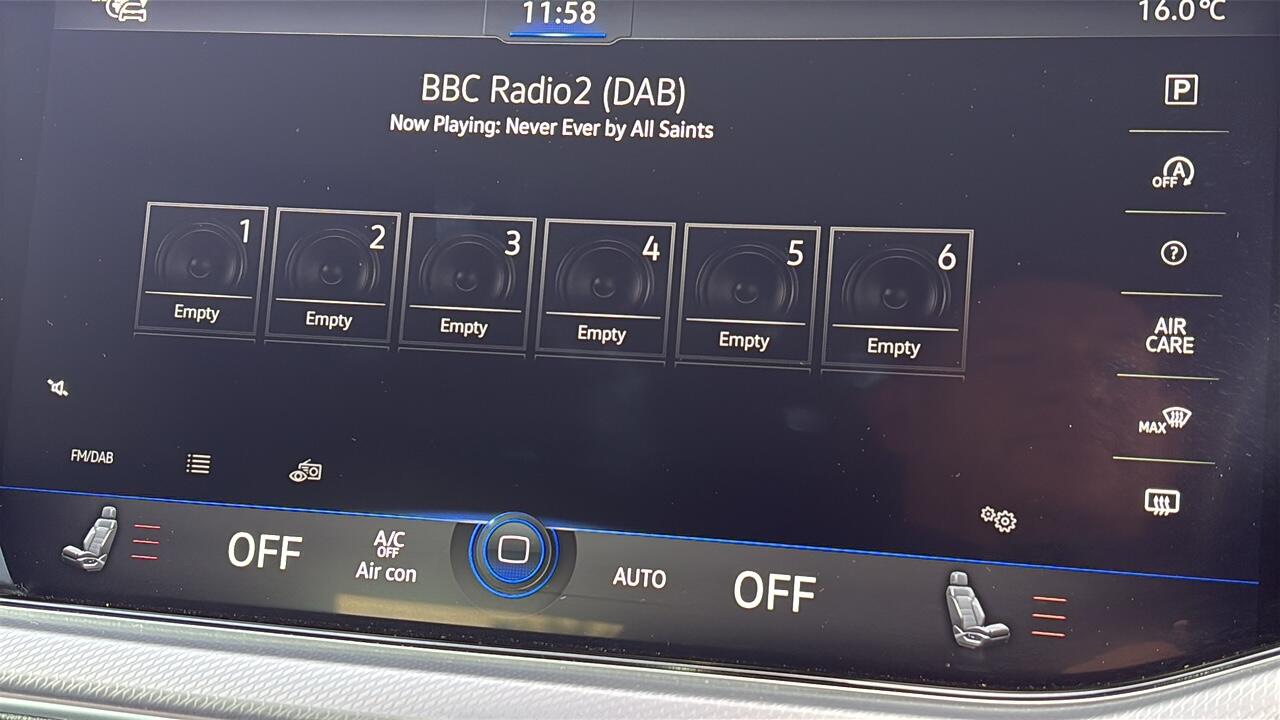 11:58
16.0°C
BBC Radio2 (DAB)
Now Playing: Never Ever by All Saints
P
A
OFF
?
AIR
CARE
MAX
1
2
3
4
5
6
Empty
Empty
Empty
Empty
Empty
Empty
FM/DAB
OFF
A/C
OFF
Air con
AUTO
OFF